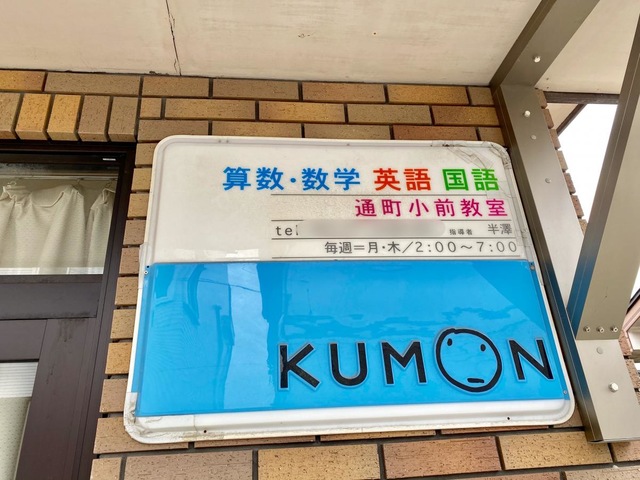 算数・数学 英語 国語
通町小前教室
tel 指導者 半澤
毎週=月・木/2:00〜7:00
KUMON